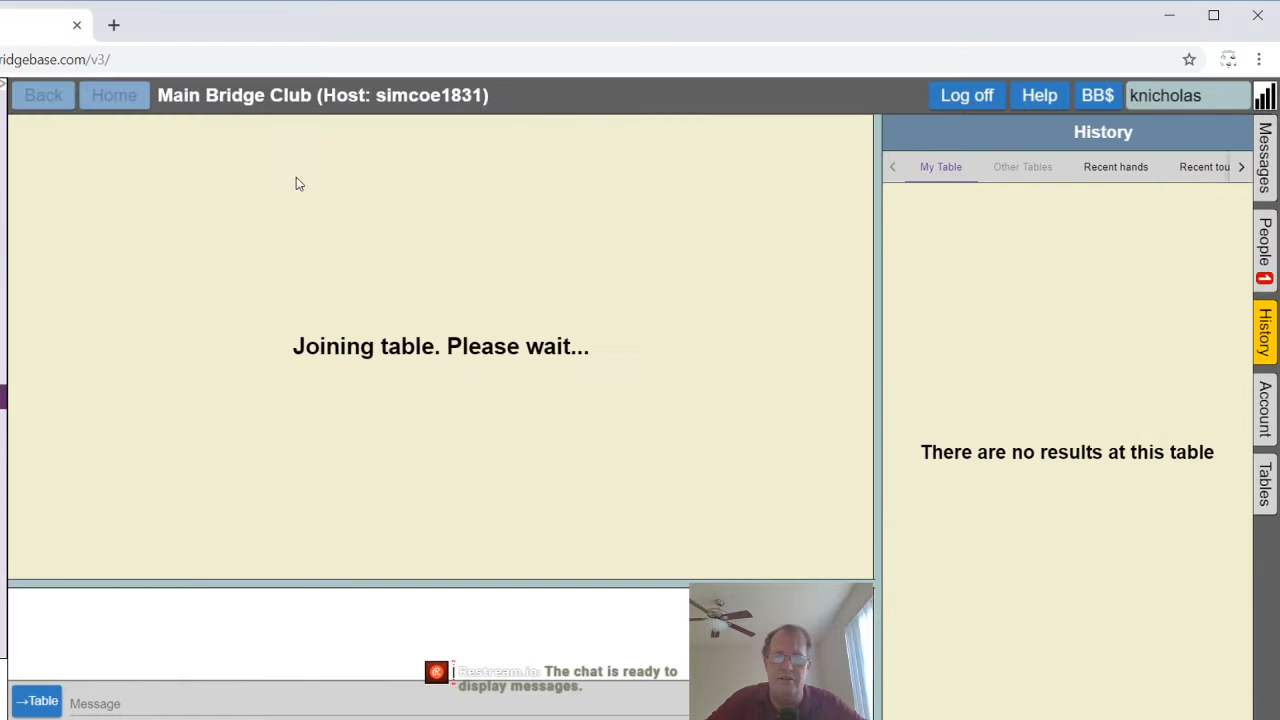 ridgebase.com/v3/
Back Home Main Bridge Club (Host: simcoe1831) Log off Help BB$ knicholas
History
My Table Other Tables Recent hands Recent tou
Messages
People 1
History
Account
Tables
Joining table. Please wait...
There are no results at this table
Restream.io: The chat is ready to
display messages.
→Table Message